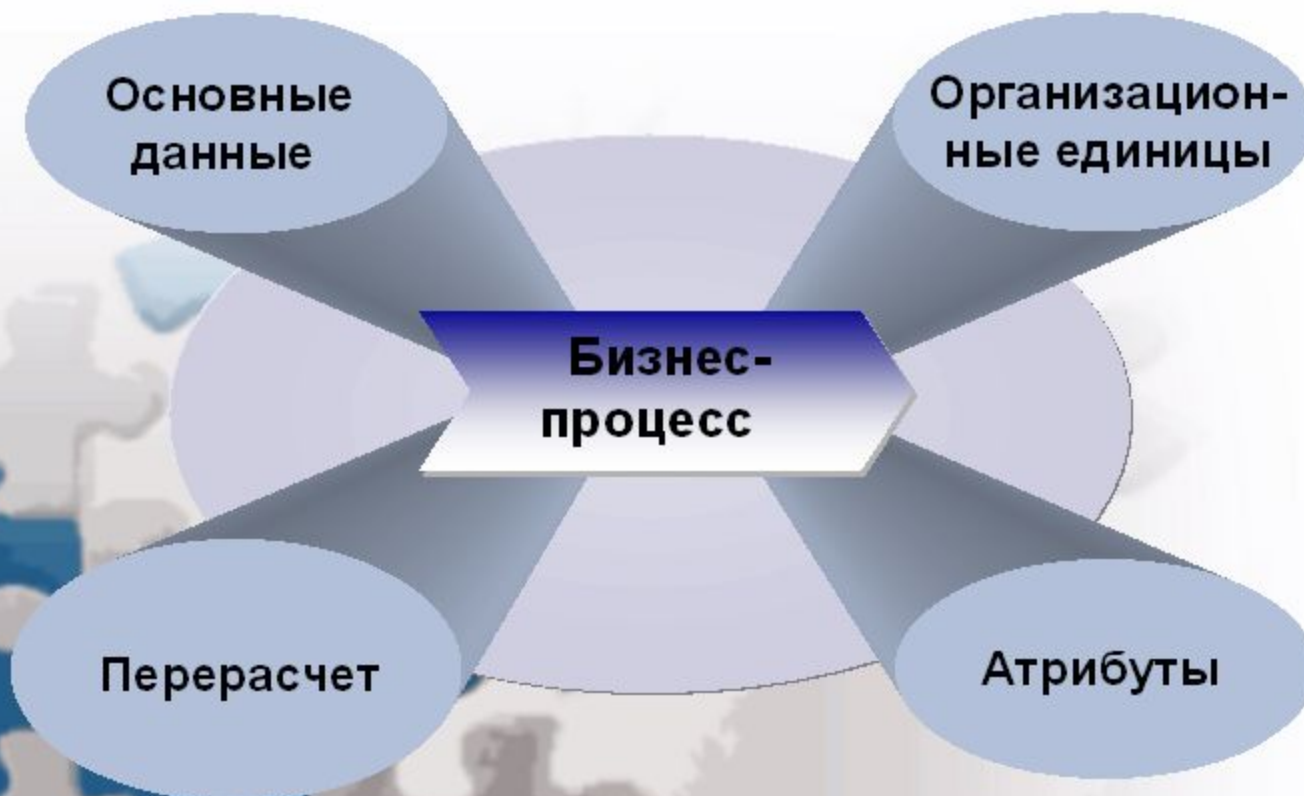 Основные
данные
Организацион-
ные единицы
Бизнес-
процесс
Перерасчет
Атрибуты